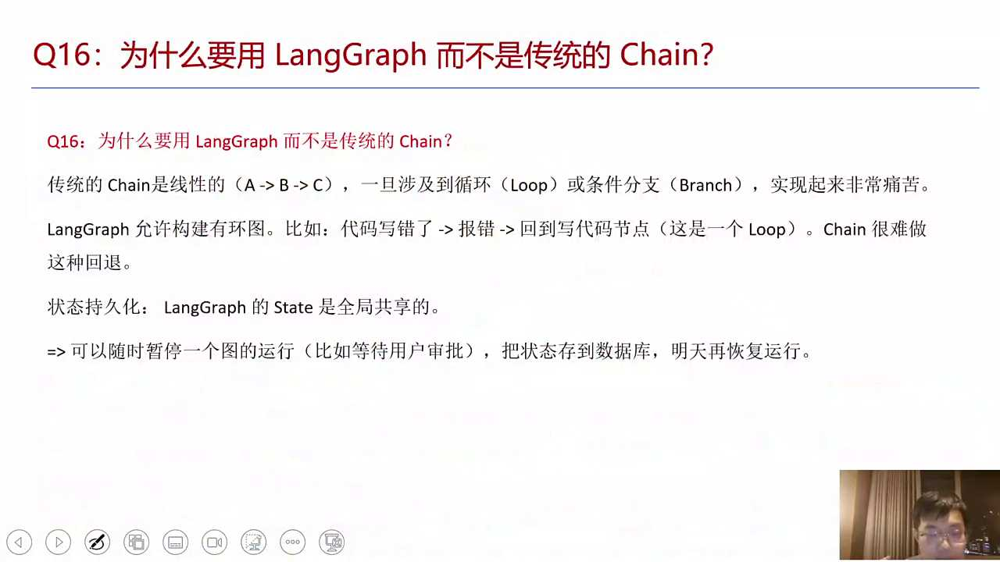 Q16：为什么要用 LangGraph 而不是传统的 Chain？
Q16：为什么要用 LangGraph 而不是传统的 Chain？
传统的 Chain是线性的（A -> B -> C），一旦涉及到循环（Loop）或条件分支（Branch），实现起来非常痛苦。
LangGraph 允许构建有环图。比如：代码写错了 -> 报错 -> 回到写代码节点（这是一个 Loop）。Chain 很难做
这种回退。
状态持久化： LangGraph 的 State 是全局共享的。
=> 可以随时暂停一个图的运行（比如等待用户审批），把状态存到数据库，明天再恢复运行。